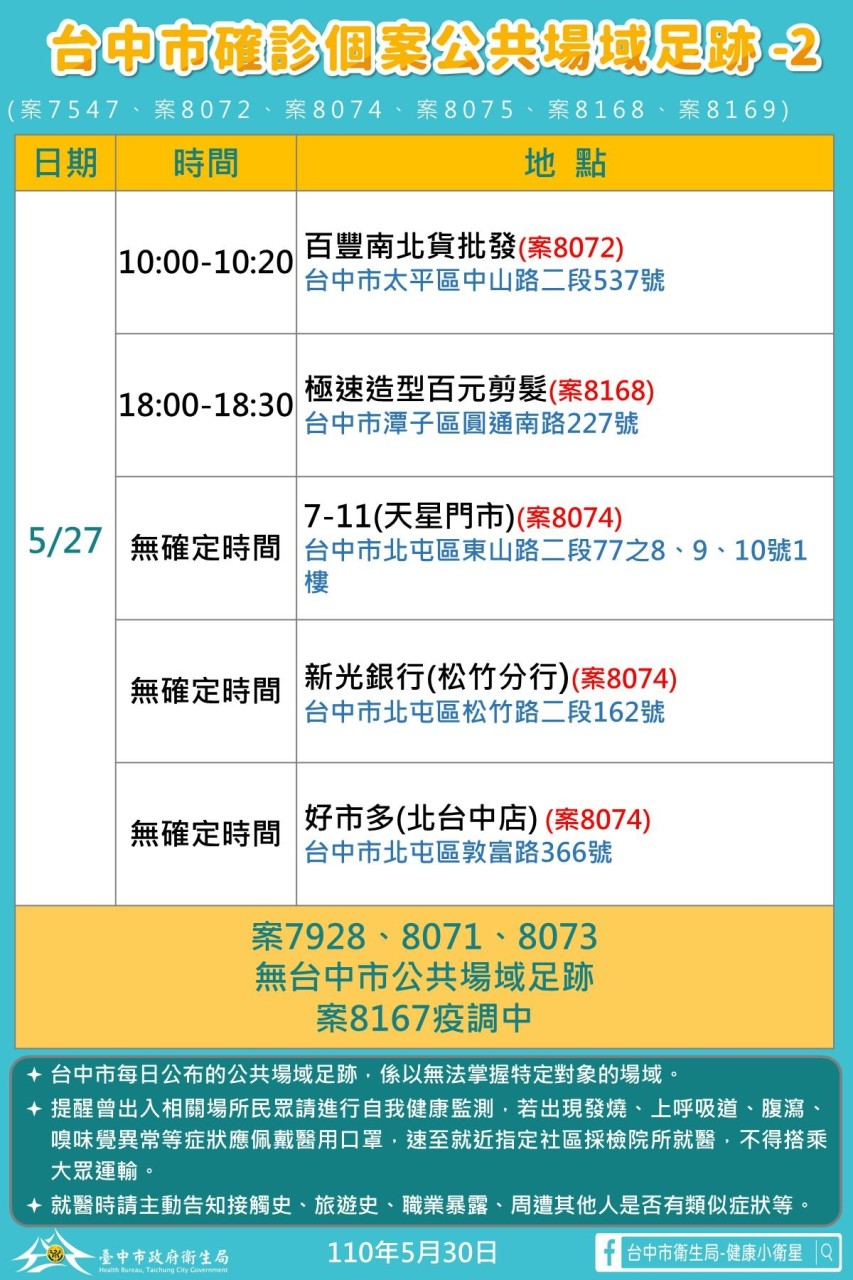 台中市確診個案公共場域足跡-2
(案7547、案8072、案8074、案8075、案8168、案8169)
日期 時間 地 點
5/27
10:00-10:20
百豐南北貨批發(案8072)
台中市太平區中山路二段537號
18:00-18:30
極速造型百元剪髮(案8168)
台中市潭子區圓通南路227號
無確定時間
7-11(天星門市)(案8074)
台中市北屯區東山路二段77之8、9、10號1
樓
無確定時間
新光銀行(松竹分行)(案8074)
台中市北屯區松竹路二段162號
無確定時間
好市多(北台中店) (案8074)
台中市北屯區敦富路366號
案7928、8071、8073
無台中市公共場域足跡
案8167疫調中
台中市每日公布的公共場域足跡，係以無法掌握特定對象的場域。
提醒曾出入相關場所民眾請進行自我健康監測，若出現發燒、上呼吸道、腹瀉、
嗅味覺異常等症狀應佩戴醫用口罩，速至就近指定社區採檢院所就醫，不得搭乘
大眾運輸。
就醫時請主動告知接觸史、旅遊史、職業暴露、周遭其他人是否有類似症狀等。
臺中市政府衛生局
Health Bureau, Taichung City Government
110年5月30日
台中市衛生局-健康小衛星